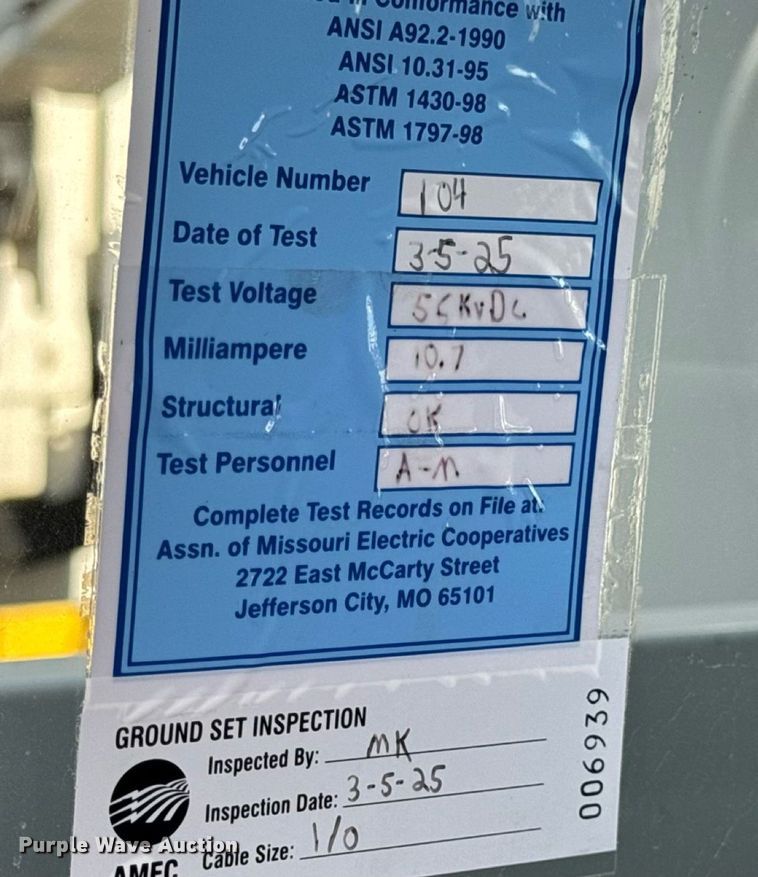 Conformance with
ANSI A92.2-1990
ANSI 10.31-95
ASTM 1430-98
ASTM 1797-98
Vehicle Number 104
Date of Test 3-5-25
Test Voltage
Milliampere 10.7
Structural OK
Test Personnel A-M
Complete Test Records on File at:
Assn. of Missouri Electric Cooperatives
2722 East McCarty Street
Jefferson City, MO 65101
GROUND SET INSPECTION
Inspected By: MK
Inspection Date: 3-5-25
Cable Size: 1/0
AMEC
006939
Purple Wave Auction